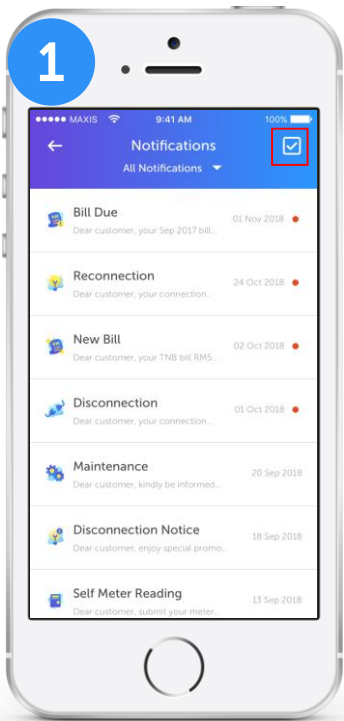 1
MAXIS 9:41 AM 100%
Notifications
All Notifications
Bill Due
01 Nov 2018
Dear customer, your Sep 2017 bill...
Reconnection
24 Oct 2018
Dear customer, your connection...
New Bill
02 Oct 2018
Dear customer, your TNB bill RM5..
Disconnection
01 Oct 2018
Dear customer, your connection...
Maintenance
20 Sep 2018
Dear customer, kindly be informed...
Disconnection Notice
18 Sep 2018
Dear customer, enjoy special promo...
Self Meter Reading
13 Sep 2018
Dear customer, submit your meter...